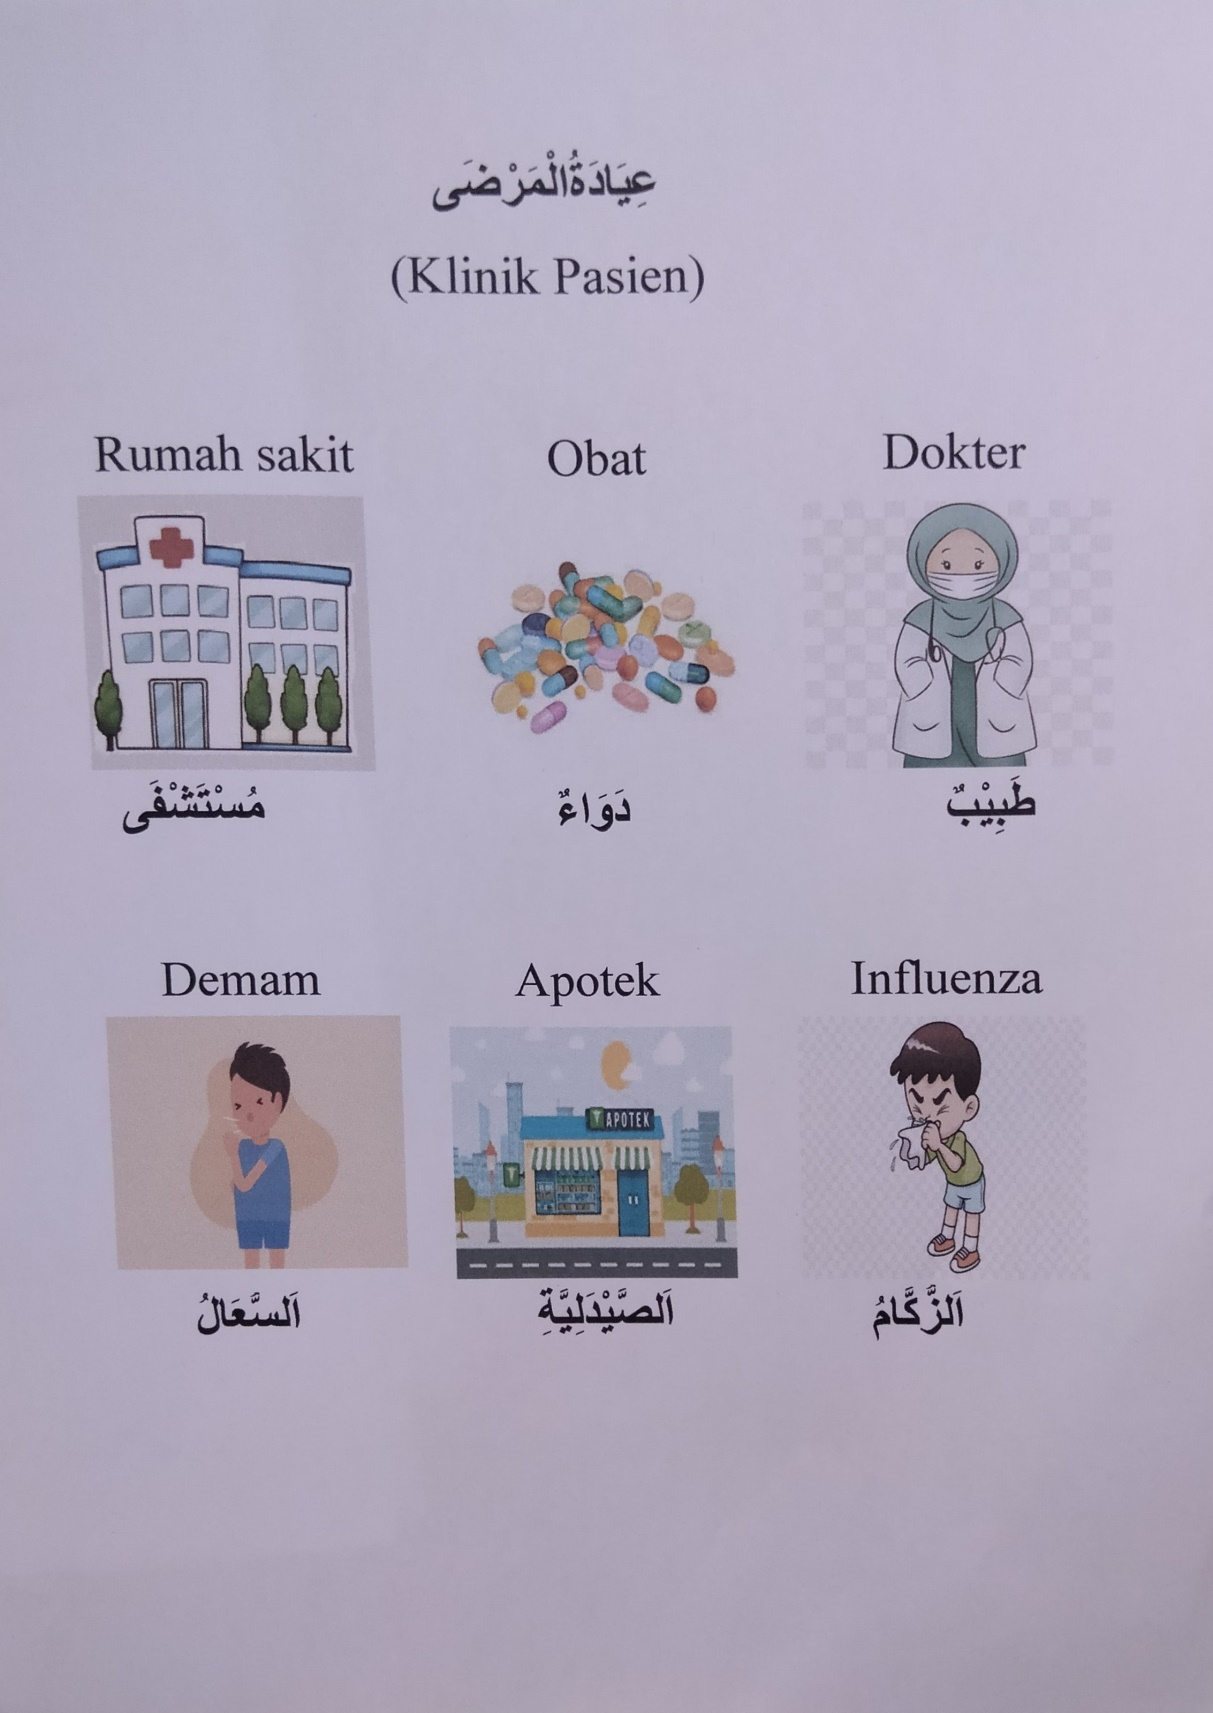 عِيَادَةُالْمَرْضَى
(Klinik Pasien)
Rumah sakit
Obat
Dokter
مُسْتَشْفَى
دَوَاءٌ
طَبِيْبٌ
Demam
Apotek
Influenza
APOTEK
اَلسَّعَالُ
اَلصَّيْدَلِيَّةِ
اَلزَّكَّامُ